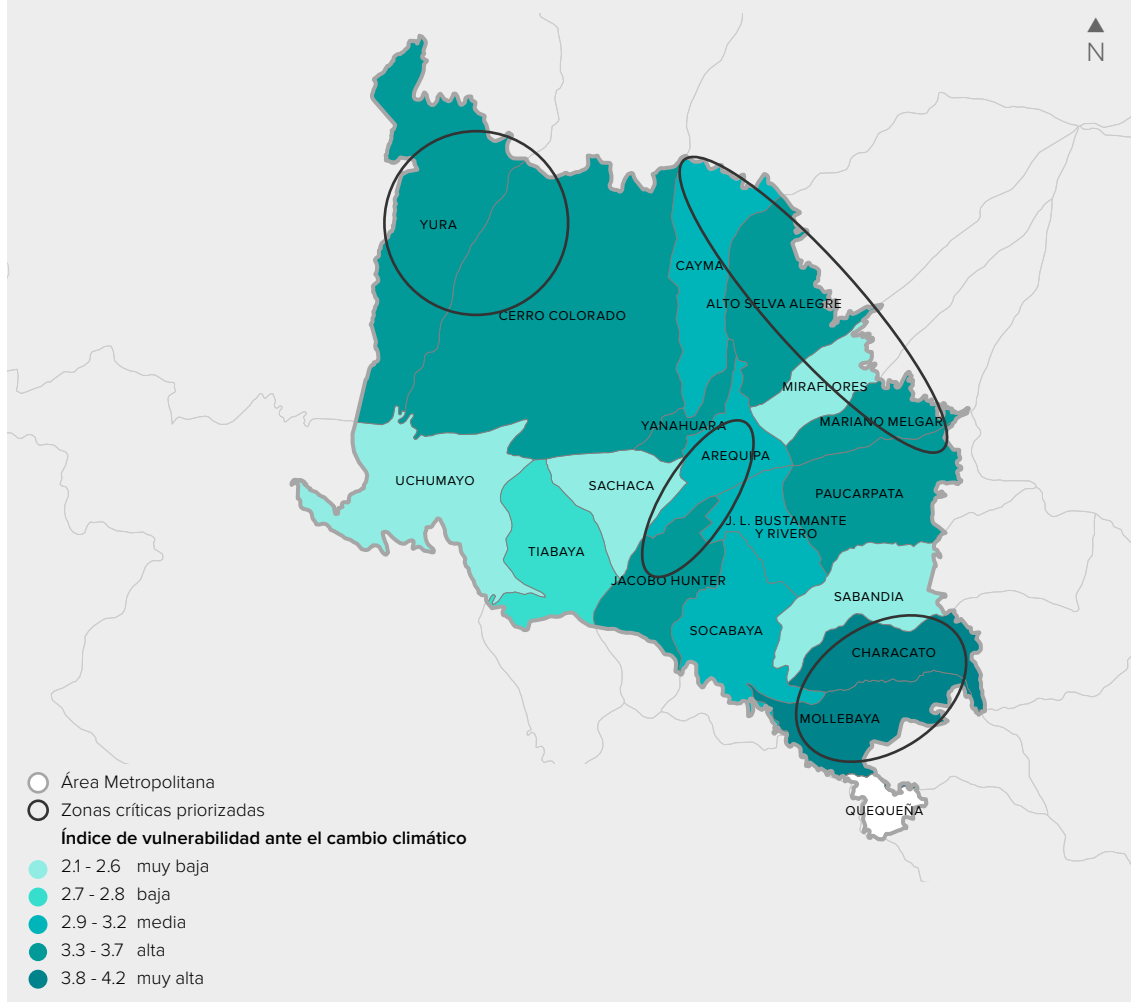 N
YURA
CAYMA
ALTO SELVA ALEGRE
CERRO COLORADO
MIRAFLORES
MARIANO MELGAR
YANAHUARA
AREQUIPA
UCHUMAYO
SACHACA
PAUCARPATA
J. L. BUSTAMANTE
Y RIVERO
TIABAYA
JACOBO HUNTER
SABANDIA
SOCABAYA
CHARACATO
MOLLEBAYA
QUEQUEÑA
Área Metropolitana
Zonas críticas priorizadas
Índice de vulnerabilidad ante el cambio climático
2.1 - 2.6 muy baja
2.7 - 2.8 baja
2.9 - 3.2 media
3.3 - 3.7 alta
3.8 - 4.2 muy alta